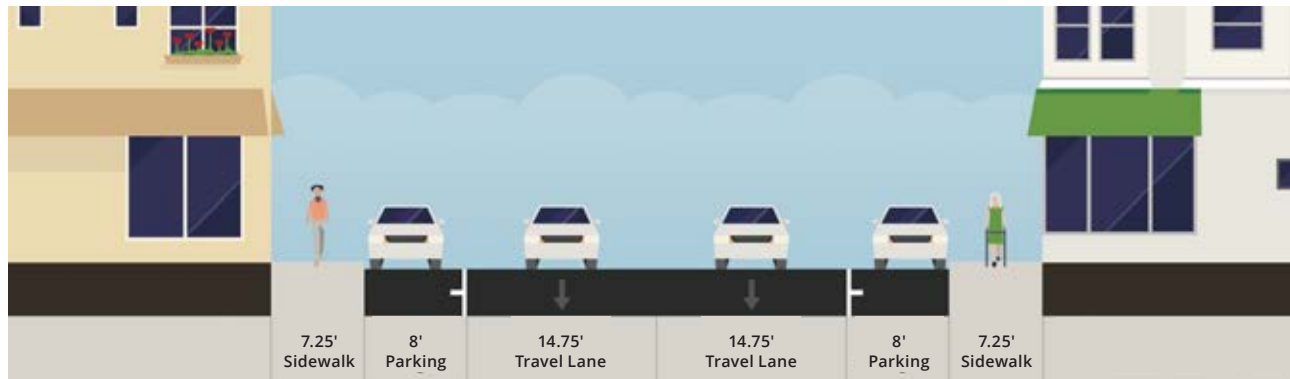 7.25'
Sidewalk
8'
Parking
14.75'
Travel Lane
14.75'
Travel Lane
8'
Parking
7.25'
Sidewalk